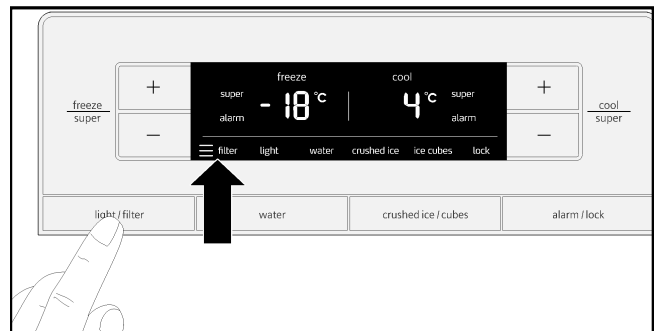 freeze
cool
super
-18°C
4°C
super
alarm
alarm
filter light water crushed ice ice cubes lock
freeze
super
+
−
+
−
cool
super
light / filter
water
crushed ice / cubes
alarm / lock